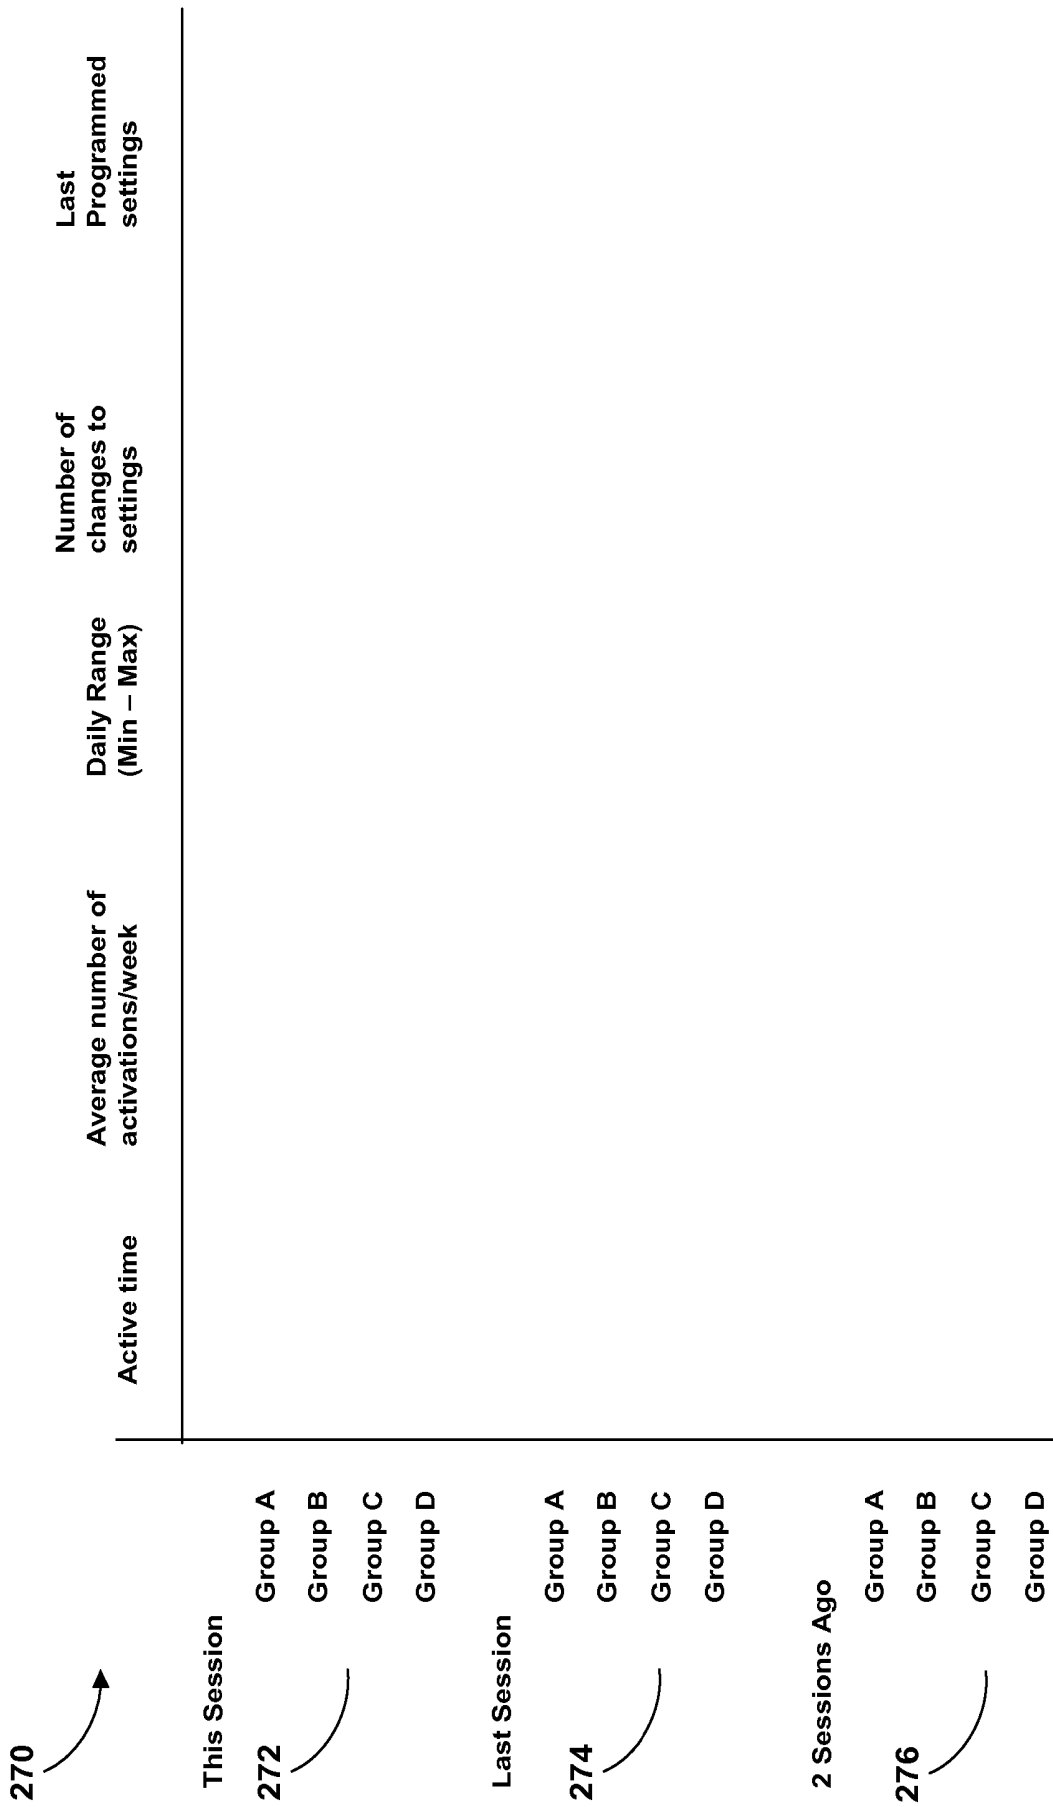 270
Active time
Average number of
activations/week
Daily Range
(Min – Max)
Number of
changes to
settings
Last
Programmed
settings
This Session
272
Group A
Group B
Group C
Group D
Last Session
274
Group A
Group B
Group C
Group D
2 Sessions Ago
276
Group A
Group B
Group C
Group D